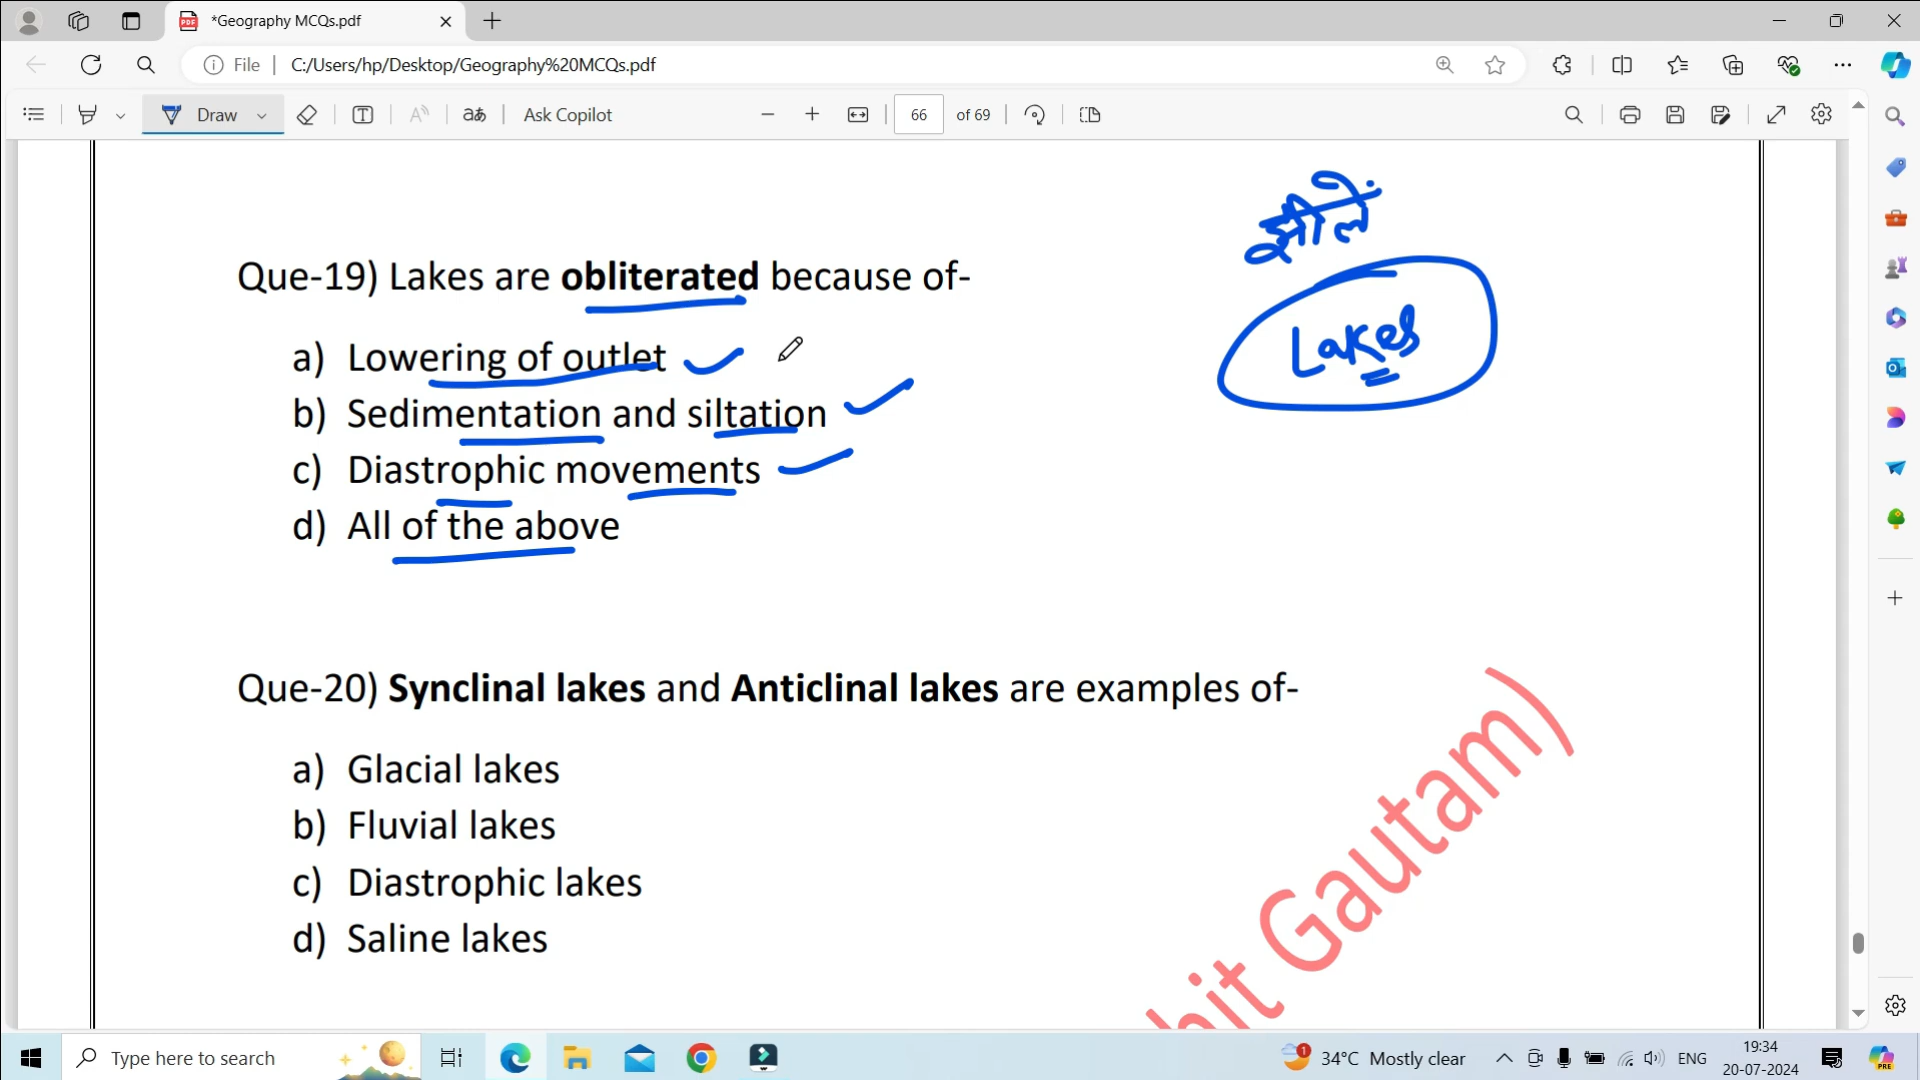 *Geography MCQs.pdf
File
C:/Users/hp/Desktop/Geography%20MCQs.pdf
Draw
Ask Copilot
66 of 69
झीलें
Que-19) Lakes are obliterated because of-
Lakes
a) Lowering of outlet
b) Sedimentation and siltation
c) Diastrophic movements
d) All of the above
Que-20) Synclinal lakes and Anticlinal lakes are examples of-
a) Glacial lakes
b) Fluvial lakes
c) Diastrophic lakes
d) Saline lakes
Gautam)
Type here to search
34°C Mostly clear
ENG
19:34
20-07-2024